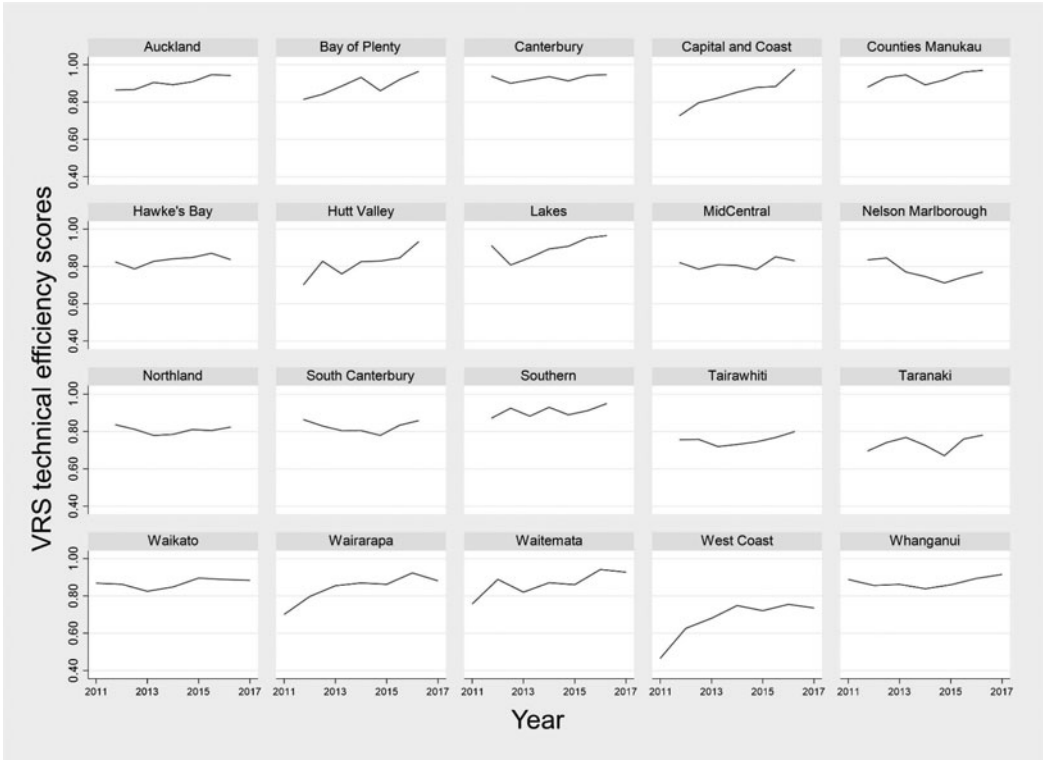 Auckland Bay of Plenty Canterbury Capital and Coast Counties Manukau
1.00
0.80
0.60
0.40
Hawke's Bay Hutt Valley Lakes MidCentral Nelson Marlborough
1.00
0.80
0.60
0.40
Northland South Canterbury Southern Tairawhiti Taranaki
1.00
0.80
0.60
0.40
Waikato Wairarapa Waitemata West Coast Whanganui
1.00
0.80
0.60
0.40
2011 2013 2015 2017 2011 2013 2015 2017 2011 2013 2015 2017 2011 2013 2015 2017 2011 2013 2015 2017
VRS technical efficiency scores
Year